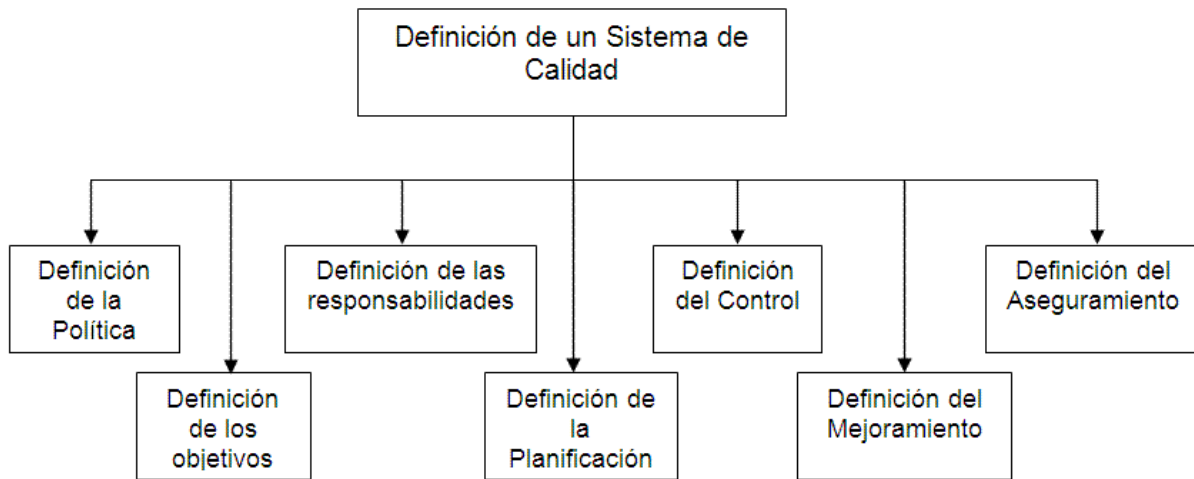 Definición de un Sistema de
Calidad
Definición
de la
Política
Definición de las
responsabilidades
Definición
del Control
Definición del
Aseguramiento
Definición
de los
objetivos
Definición de
la
Planificación
Definición del
Mejoramiento